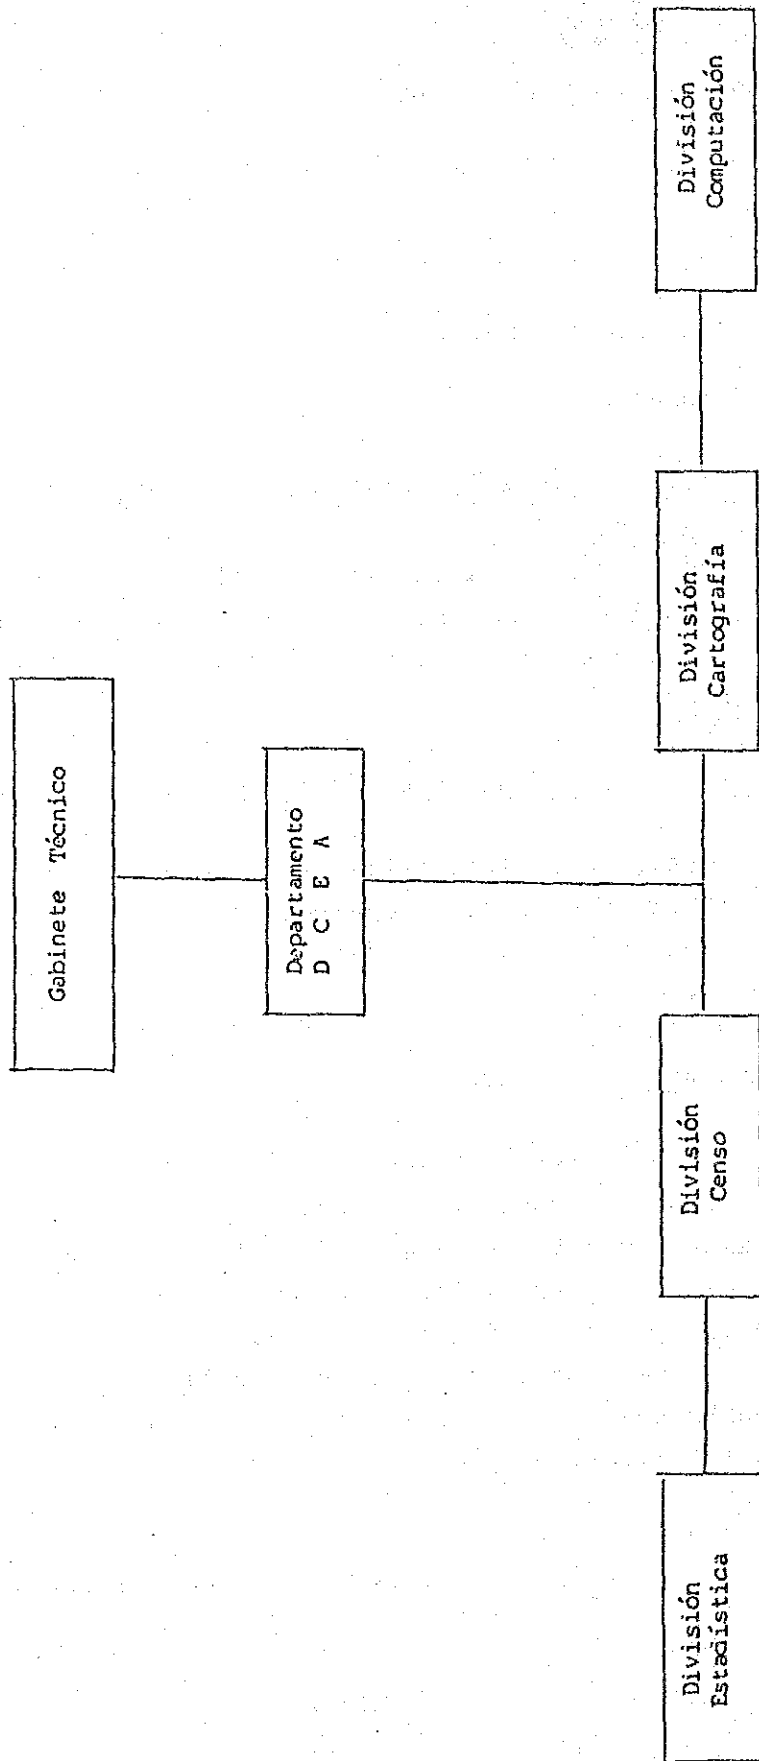 Gabinete Técnico
Departamento
D C E A
División
Estadística
División
Censo
División
Cartografía
División
Computación